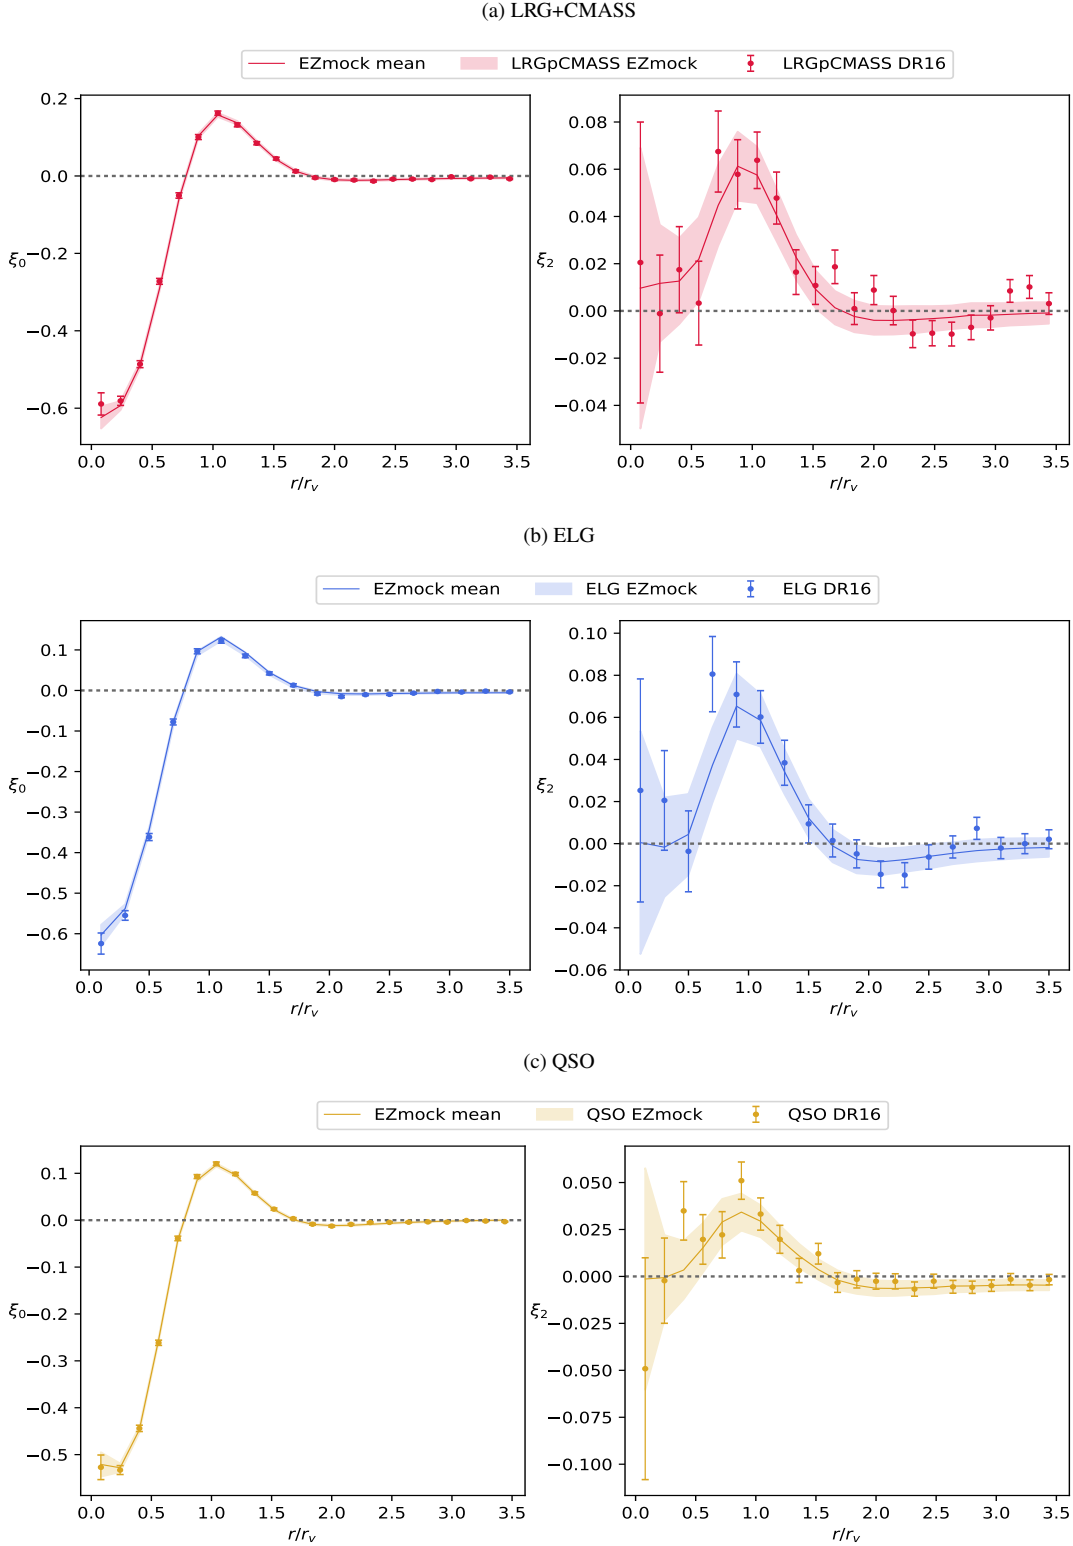 (a) LRG+CMASS
EZmock mean LRGpCMASS EZmock LRGpCMASS DR16
0.2
0.0
−0.2
−0.4
−0.6
ξ0
0.0 0.5 1.0 1.5 2.0 2.5 3.0 3.5
r/rv
0.08
0.06
0.04
0.02
0.00
−0.02
−0.04
ξ2
0.0 0.5 1.0 1.5 2.0 2.5 3.0 3.5
r/rv
(b) ELG
EZmock mean ELG EZmock ELG DR16
0.1
0.0
−0.1
−0.2
−0.3
−0.4
−0.5
−0.6
ξ0
0.0 0.5 1.0 1.5 2.0 2.5 3.0 3.5
r/rv
0.10
0.08
0.06
0.04
0.02
0.00
−0.02
−0.04
−0.06
ξ2
0.0 0.5 1.0 1.5 2.0 2.5 3.0 3.5
r/rv
(c) QSO
EZmock mean QSO EZmock QSO DR16
0.1
0.0
−0.1
−0.2
−0.3
−0.4
−0.5
ξ0
0.0 0.5 1.0 1.5 2.0 2.5 3.0 3.5
r/rv
0.050
0.025
0.000
−0.025
−0.050
−0.075
−0.100
ξ2
0.0 0.5 1.0 1.5 2.0 2.5 3.0 3.5
r/rv